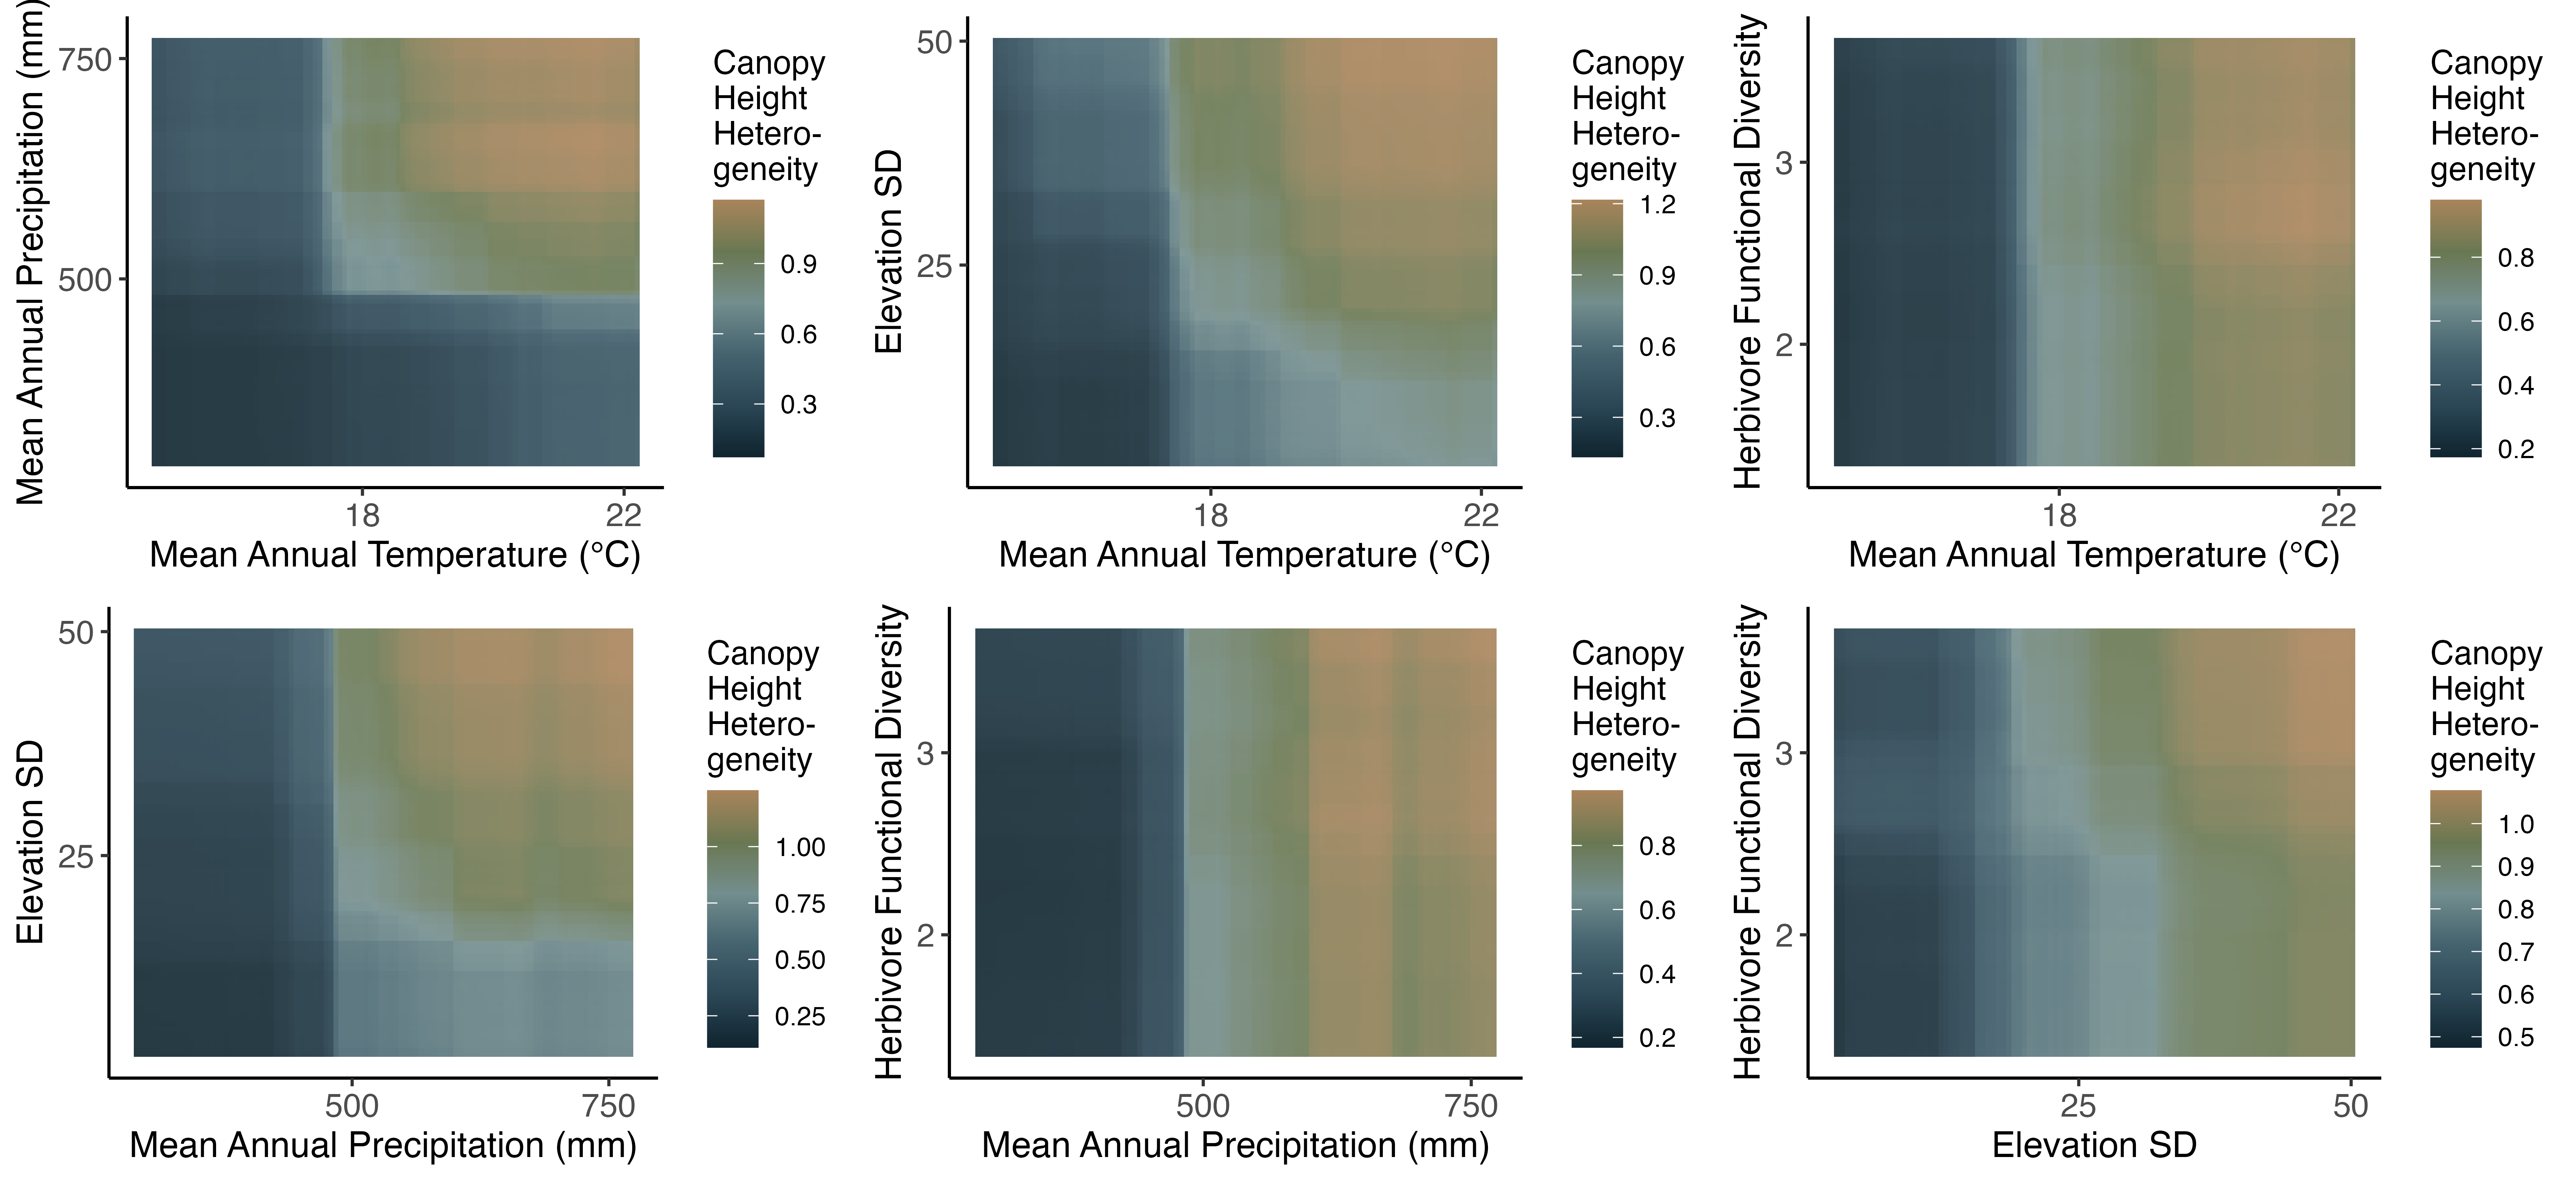 Mean Annual Precipitation (mm)
750
500
18
22
Mean Annual Temperature (°C)
Canopy
Height
Hetero-
geneity
0.9
0.6
0.3
Elevation SD
50
25
18
22
Mean Annual Temperature (°C)
Canopy
Height
Hetero-
geneity
1.2
0.9
0.6
0.3
Herbivore Functional Diversity
3
2
18
22
Mean Annual Temperature (°C)
Canopy
Height
Hetero-
geneity
0.8
0.6
0.4
0.2
Elevation SD
50
25
500
750
Mean Annual Precipitation (mm)
Canopy
Height
Hetero-
geneity
1.00
0.75
0.50
0.25
Herbivore Functional Diversity
3
2
500
750
Mean Annual Precipitation (mm)
Canopy
Height
Hetero-
geneity
0.8
0.6
0.4
0.2
Herbivore Functional Diversity
3
2
25
50
Elevation SD
Canopy
Height
Hetero-
geneity
1.0
0.9
0.8
0.7
0.6
0.5